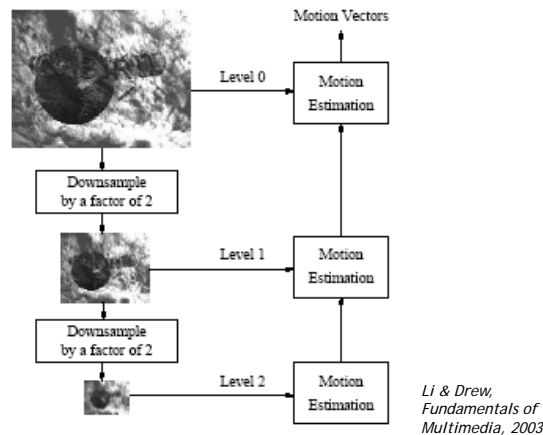 Motion Vectors
Level 0
Motion
Estimation
Downsample
by a factor of 2
Level 1
Motion
Estimation
Downsample
by a factor of 2
Level 2
Motion
Estimation
Li & Drew,
Fundamentals of
Multimedia, 2003